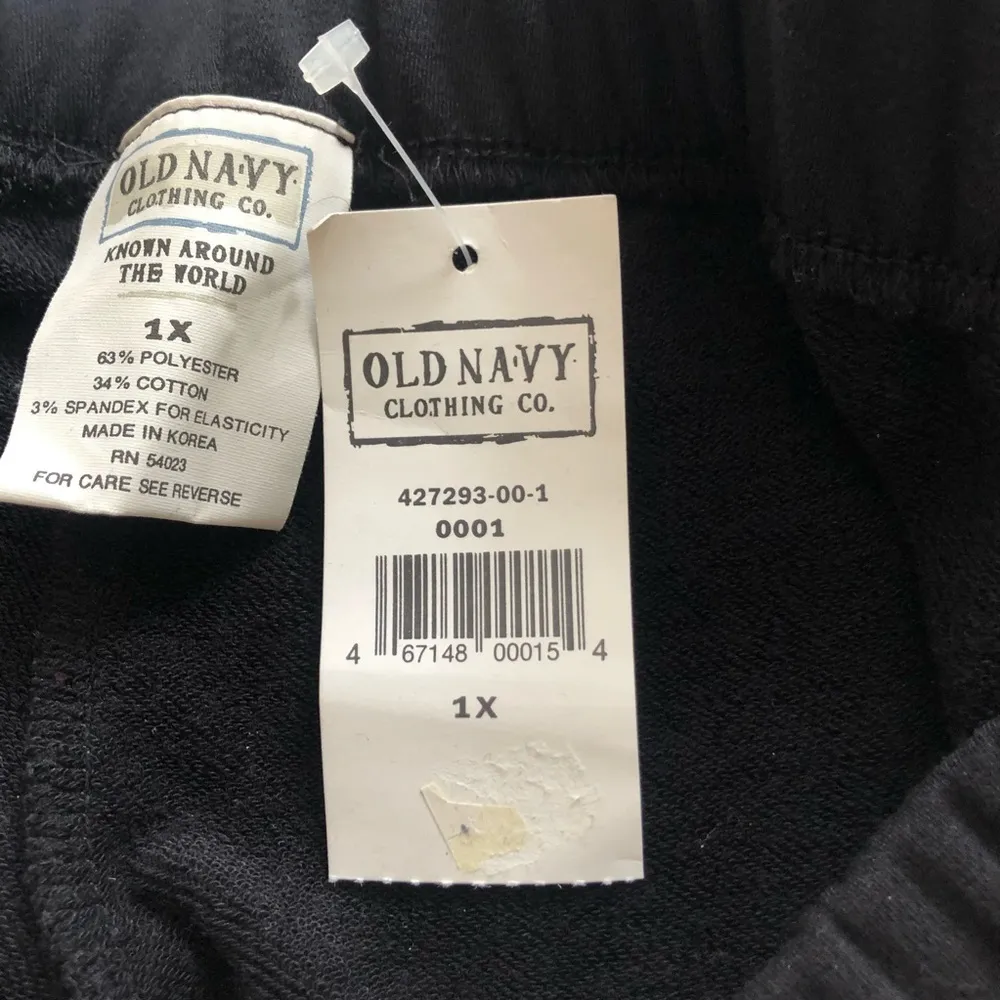 OLD NAVY
CLOTHING CO.
KNOWN AROUND
THE WORLD
1X
63% POLYESTER
34% COTTON
3% SPANDEX FOR ELASTICITY
MADE IN KOREA
RN 54023
FOR CARE SEE REVERSE
OLD NAVY
CLOTHING CO.
427293-00-1
0001
4 67148 00015 4
1X